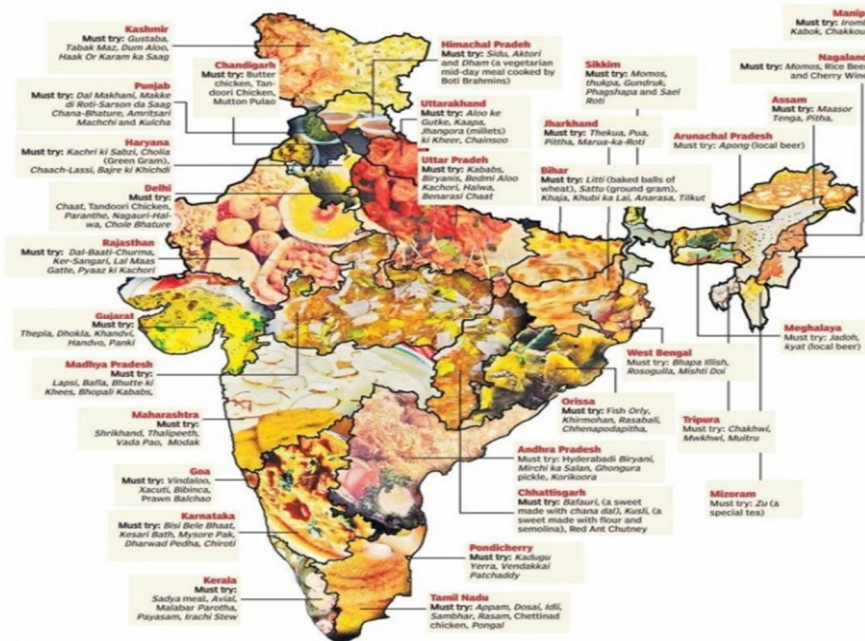 Kashmir
Must try: Gustaba,
Tabak Maz, Dum Aloo,
Haak Or Karam ka Saag
Chandigarh
Must try: Butter
chicken, Tan-
doori Chicken,
Mutton Pulao
Himachal Pradeh
Must try: Sidu, Aktori
and Dham (a vegetarian
mid-day meal cooked by
Boti Brahmins)
Punjab
Must try: Dal Makhani, Makke
di Roti-Sarson da Saag
Chana-Bhature, Amritsari
Machchi and Kulcha
Uttarakhand
Must try: Aloo ke
Gutke, Kaapa,
Jhangora (millets)
ki Kheer, Chainsoo
Haryana
Must try: Kachri ki Sabzi, Cholia
(Green Gram),
Chaach-Lassi, Bajre ki Khichdi
Uttar Pradeh
Must try: Kababs,
Biryanis, Bedmi Aloo
Kachori, Halwa,
Benarasi Chaat
Delhi
Must try:
Chaat, Tandoori Chicken,
Paranthe, Nagauri-Hal-
wa, Chole Bhature
Rajasthan
Must try: Dal-Baati-Churma,
Ker-Sangari, Lal Maas
Gatte, Pyaaz ki Kachori
Gujarat
Must try:
Thepla, Dhokla, Khandvi,
Handvo, Panki
Madhya Pradesh
Must try:
Lapsi, Bafla, Bhutte ki
Khees, Bhopali Kababs,
Maharashtra
Must try:
Shrikhand, Thalipeeth,
Vada Pao, Modak
Goa
Must try: Vindaloo,
Xacuti, Bibinca,
Prawn Balchao
Karnataka
Must try: Bisi Bele Bhaat,
Kesari Bath, Mysore Pak,
Dharwad Pedha, Chiroti
Kerala
Must try:
Sadya meal, Avial,
Malabar Parotha,
Payasam, Irachi Stew
Tamil Nadu
Must try: Appam, Dosai, Idli,
Sambhar, Rasam, Chettinad
chicken, Pongal
Pondicherry
Must try: Kadugu
Yerra, Vendakkai
Patchaddy
Chhattisgarh
Must try: Bafauri, (a sweet
made with chana dal), Kusli, (a
sweet made with flour and
semolina), Red Ant Chutney
Andhra Pradesh
Must try: Hyderabadi Biryani,
Mirchi ka Salan, Ghongura
pickle, Korikoora
Orissa
Must try: Fish Orly,
Khirmohan, Rasabali,
Chhenapodapitha,
West Bengal
Must try: Bhapa Illish,
Rosogulla, Mishti Doi
Jharkhand
Must try: Thekua, Pua,
Pittha, Marua-ka-Roti
Bihar
Must try: Litti (baked balls of
wheat), Sattu (ground gram),
Khaja, Khubi ka Lai, Anarasa, Tilkut
Sikkim
Must try: Momos,
thukpa, Gundruk,
Phagshapa and Sael
Roti
Arunachal Pradesh
Must try: Apong (local beer)
Assam
Must try: Maasor
Tenga, Pitha,
Nagaland
Must try: Momos, Rice Beer
and Cherry Wine
Manip
Must try: Iromb
Kabok, Chakkou
Meghalaya
Must try: Jadoh,
kyat (local beer)
Tripura
Must try: Chakhwi,
Mwkhwi, Muitru
Mizoram
Must try: Zu (a
special tea)